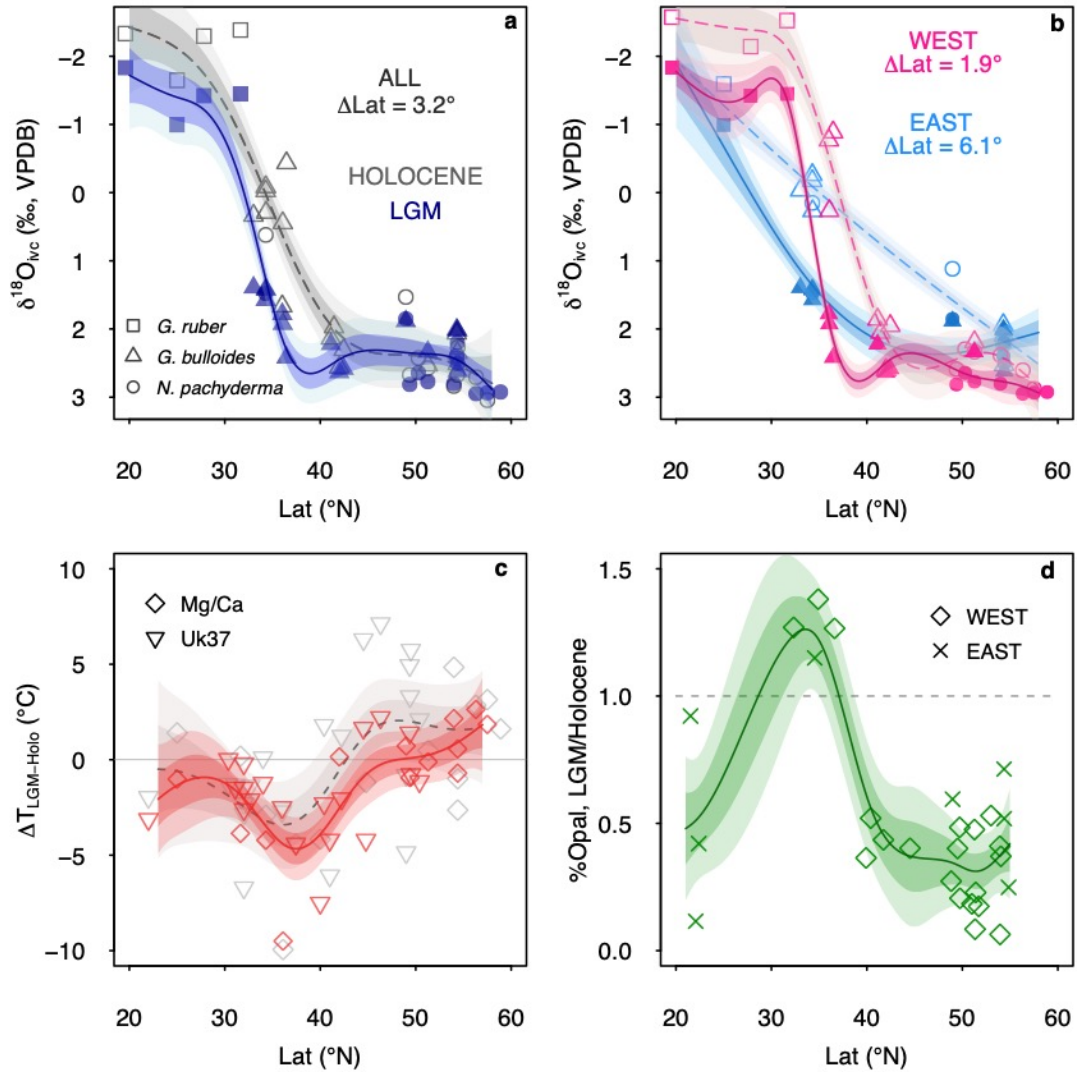 a
−2
−1
0
1
2
3
δ¹⁸Oivc (‰, VPDB)
ALL
ΔLat = 3.2°
HOLOCENE
LGM
G. ruber
G. bulloides
N. pachyderma
20 30 40 50 60
Lat (°N)
b
−2
−1
0
1
2
3
δ¹⁸Oivc (‰, VPDB)
WEST
ΔLat = 1.9°
EAST
ΔLat = 6.1°
20 30 40 50 60
Lat (°N)
c
10
5
0
−5
−10
ΔTLGM−Holo (°C)
Mg/Ca
Uk37
20 30 40 50 60
Lat (°N)
d
1.5
1.0
0.5
0.0
%Opal, LGM/Holocene
WEST
EAST
20 30 40 50 60
Lat (°N)